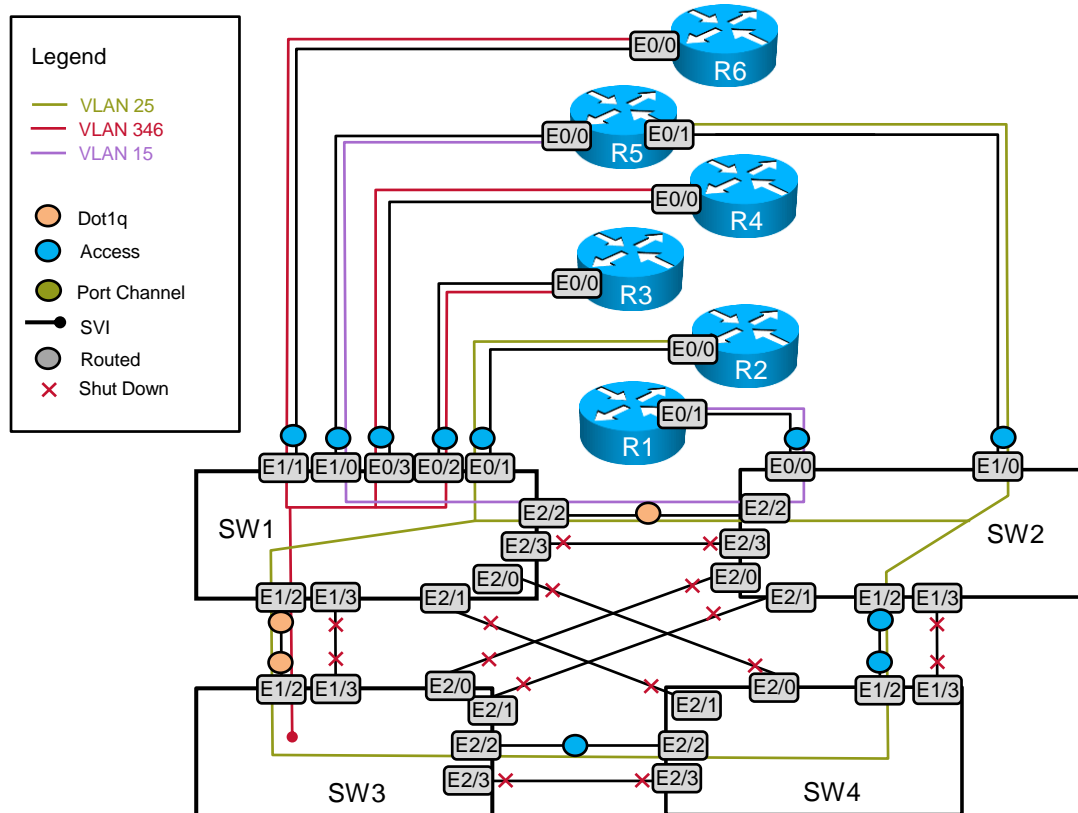 Legend
VLAN 25
VLAN 346
VLAN 15
Dot1q
Access
Port Channel
SVI
Routed
Shut Down
E0/0
R6
E0/0
E0/1
R5
E0/0
R4
E0/0
R3
E0/0
R2
E0/1
R1
E1/1
E1/0
E0/3
E0/2
E0/1
E0/0
E1/0
SW1
E2/2
E2/2
SW2
E2/3
E2/3
E2/0
E2/0
E1/2
E1/3
E2/1
E2/1
E1/2
E1/3
E1/2
E1/3
E2/0
E2/1
E2/0
E2/1
E1/2
E1/3
E2/2
E2/2
E2/3
E2/3
SW3
SW4